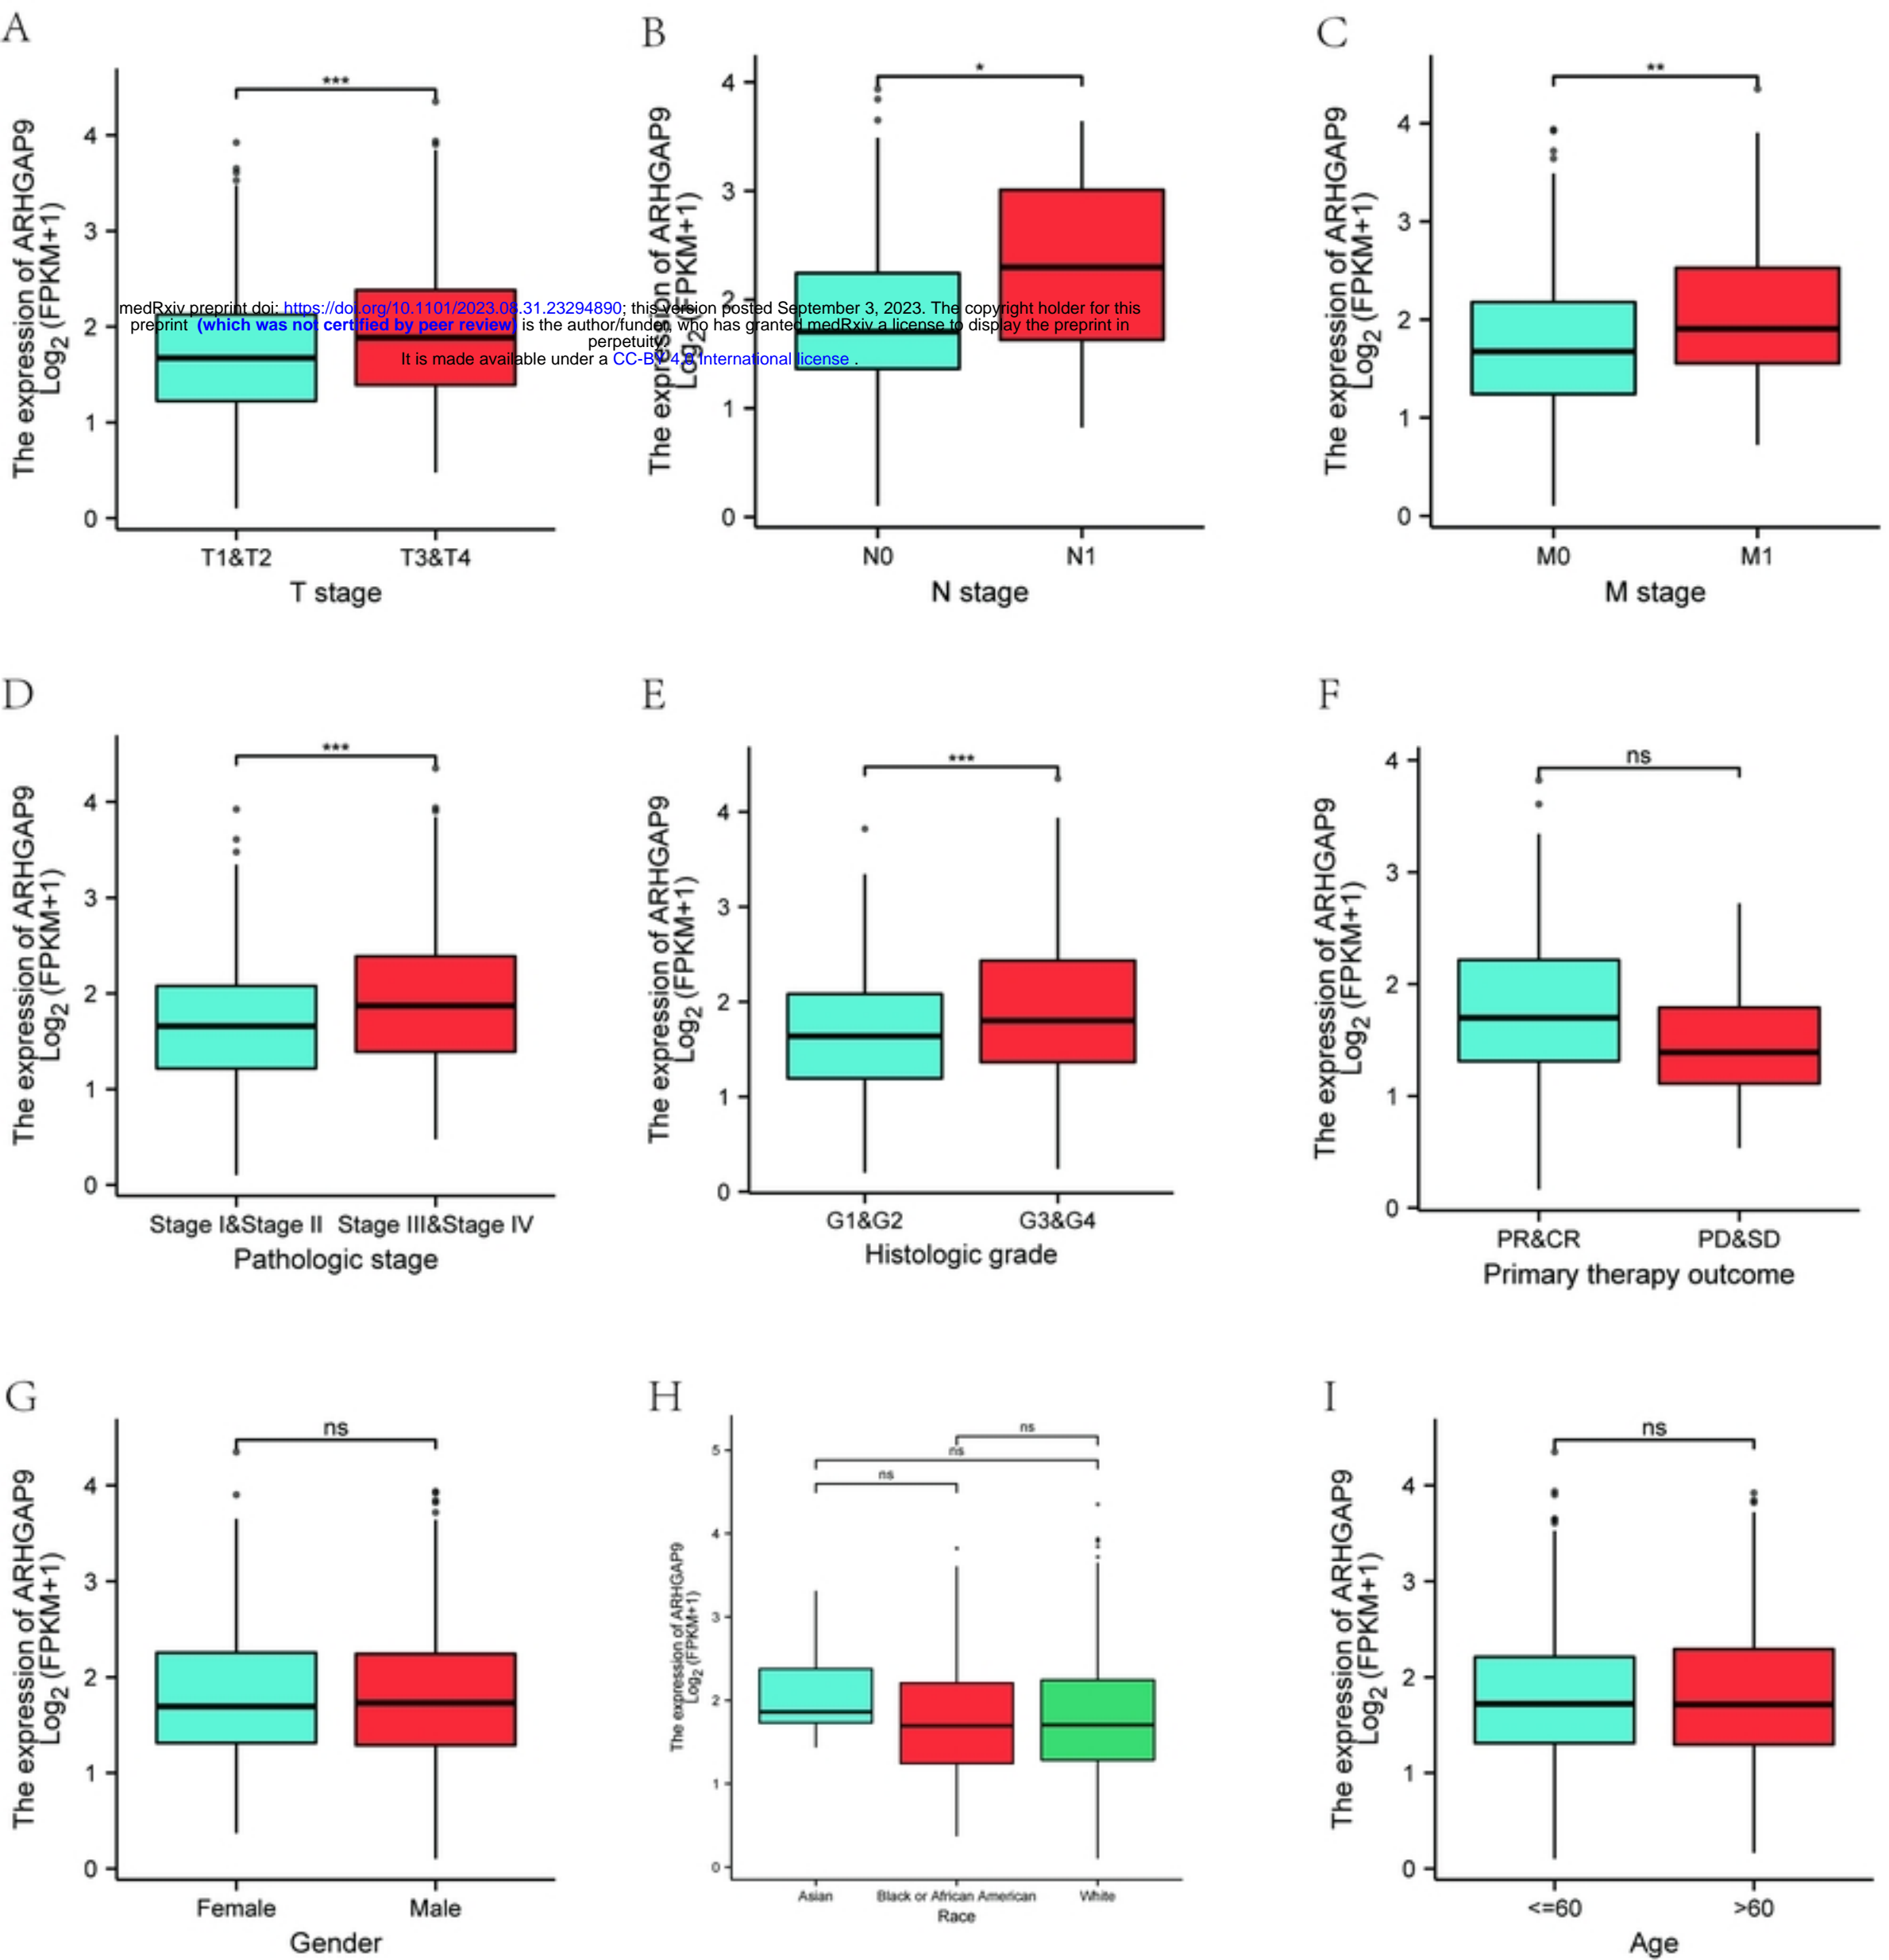 A
The expression of ARHGAP9
Log2 (FPKM+1)
4
3
2
1
0
***
T1&T2
T3&T4
T stage
B
The expression of ARHGAP9
Log2 (FPKM+1)
4
3
2
1
0
*
N0
N1
N stage
C
The expression of ARHGAP9
Log2 (FPKM+1)
4
3
2
1
0
**
M0
M1
M stage
medRxiv preprint doi: https://doi.org/10.1101/2023.08.31.23294890; this version posted September 3, 2023. The copyright holder for this
preprint (which was not certified by peer review) is the author/funder, who has granted medRxiv a license to display the preprint in
perpetuity.
It is made available under a CC-BY 4.0 International license .
D
The expression of ARHGAP9
Log2 (FPKM+1)
4
3
2
1
0
***
Stage I&Stage II
Stage III&Stage IV
Pathologic stage
E
The expression of ARHGAP9
Log2 (FPKM+1)
4
3
2
1
0
***
G1&G2
G3&G4
Histologic grade
F
The expression of ARHGAP9
Log2 (FPKM+1)
4
3
2
1
0
ns
PR&CR
PD&SD
Primary therapy outcome
G
The expression of ARHGAP9
Log2 (FPKM+1)
4
3
2
1
0
ns
Female
Male
Gender
H
The expression of ARHGAP9
Log2 (FPKM+1)
5
4
3
2
1
0
ns
ns
ns
Asian
Black or African American
White
Race
I
The expression of ARHGAP9
Log2 (FPKM+1)
4
3
2
1
0
ns
<=60
>60
Age